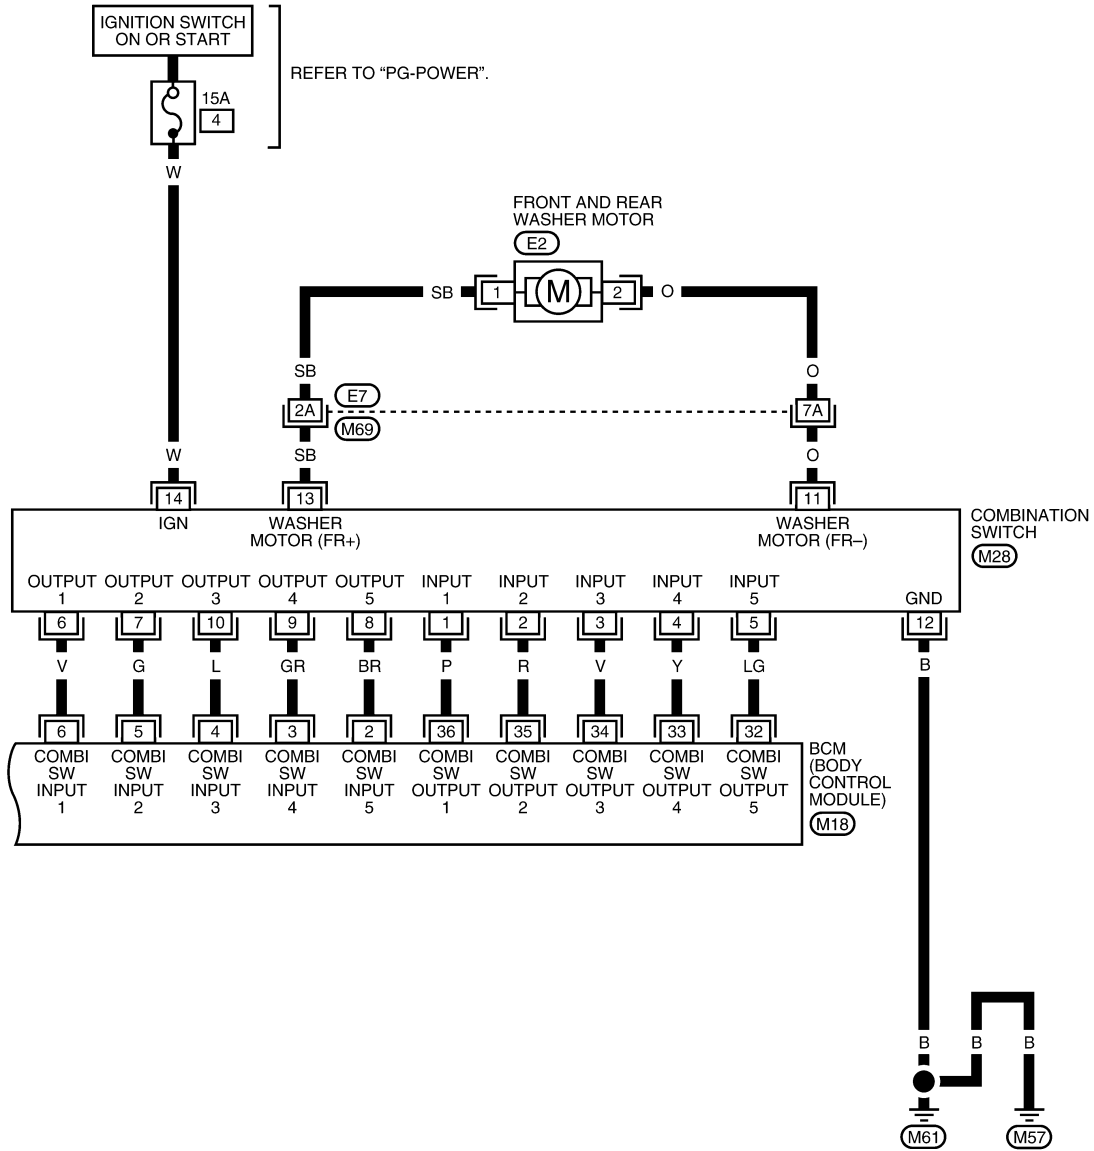 IGNITION SWITCH
ON OR START
REFER TO “PG-POWER”.
15A
4
W
FRONT AND REAR
WASHER MOTOR
E2
SB 1 M 2 O
SB O
E7
2A 7A
M69
W SB O
14 13 11
IGN WASHER
MOTOR (FR+)
WASHER
MOTOR (FR–)
COMBINATION
SWITCH
M28
OUTPUT OUTPUT OUTPUT OUTPUT OUTPUT INPUT INPUT INPUT INPUT INPUT
1 2 3 4 5 1 2 3 4 5 GND
6 7 10 9 8 1 2 3 4 5 12
V G L GR BR P R V Y LG B
6 5 4 3 2 36 35 34 33 32
COMBI COMBI COMBI COMBI COMBI COMBI COMBI COMBI COMBI COMBI
SW SW SW SW SW SW SW SW SW SW
INPUT INPUT INPUT INPUT INPUT OUTPUT OUTPUT OUTPUT OUTPUT OUTPUT
1 2 3 4 5 1 2 3 4 5
BCM
(BODY
CONTROL
MODULE)
M18
B B B
M61 M57